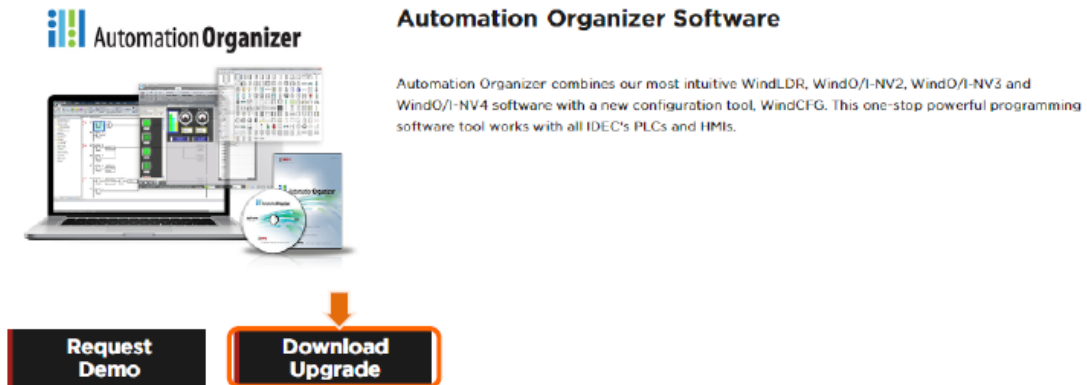 Automation Organizer
Automation Organizer Software
Automation Organizer combines our most intuitive WindLDR, WindO/I-NV2, WindO/I-NV3 and
WindO/I-NV4 software with a new configuration tool, WindCFG. This one-stop powerful programming
software tool works with all IDEC's PLCs and HMIs.
Automation Organizer
Request
Demo
Download
Upgrade